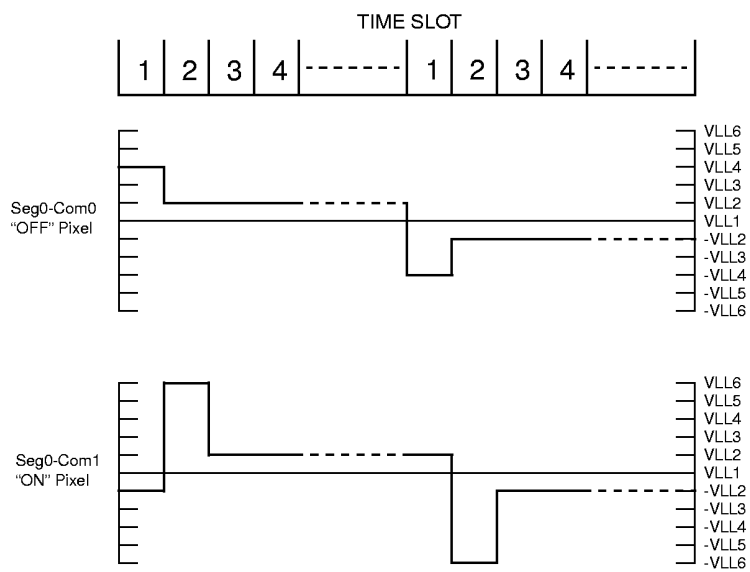 TIME SLOT
1 2 3 4 1 2 3 4
VLL6
VLL5
VLL4
VLL3
VLL2
VLL1
-VLL2
-VLL3
-VLL4
-VLL5
-VLL6
Seg0-Com0
“OFF” Pixel
VLL6
VLL5
VLL4
VLL3
VLL2
VLL1
-VLL2
-VLL3
-VLL4
-VLL5
-VLL6
Seg0-Com1
“ON” Pixel